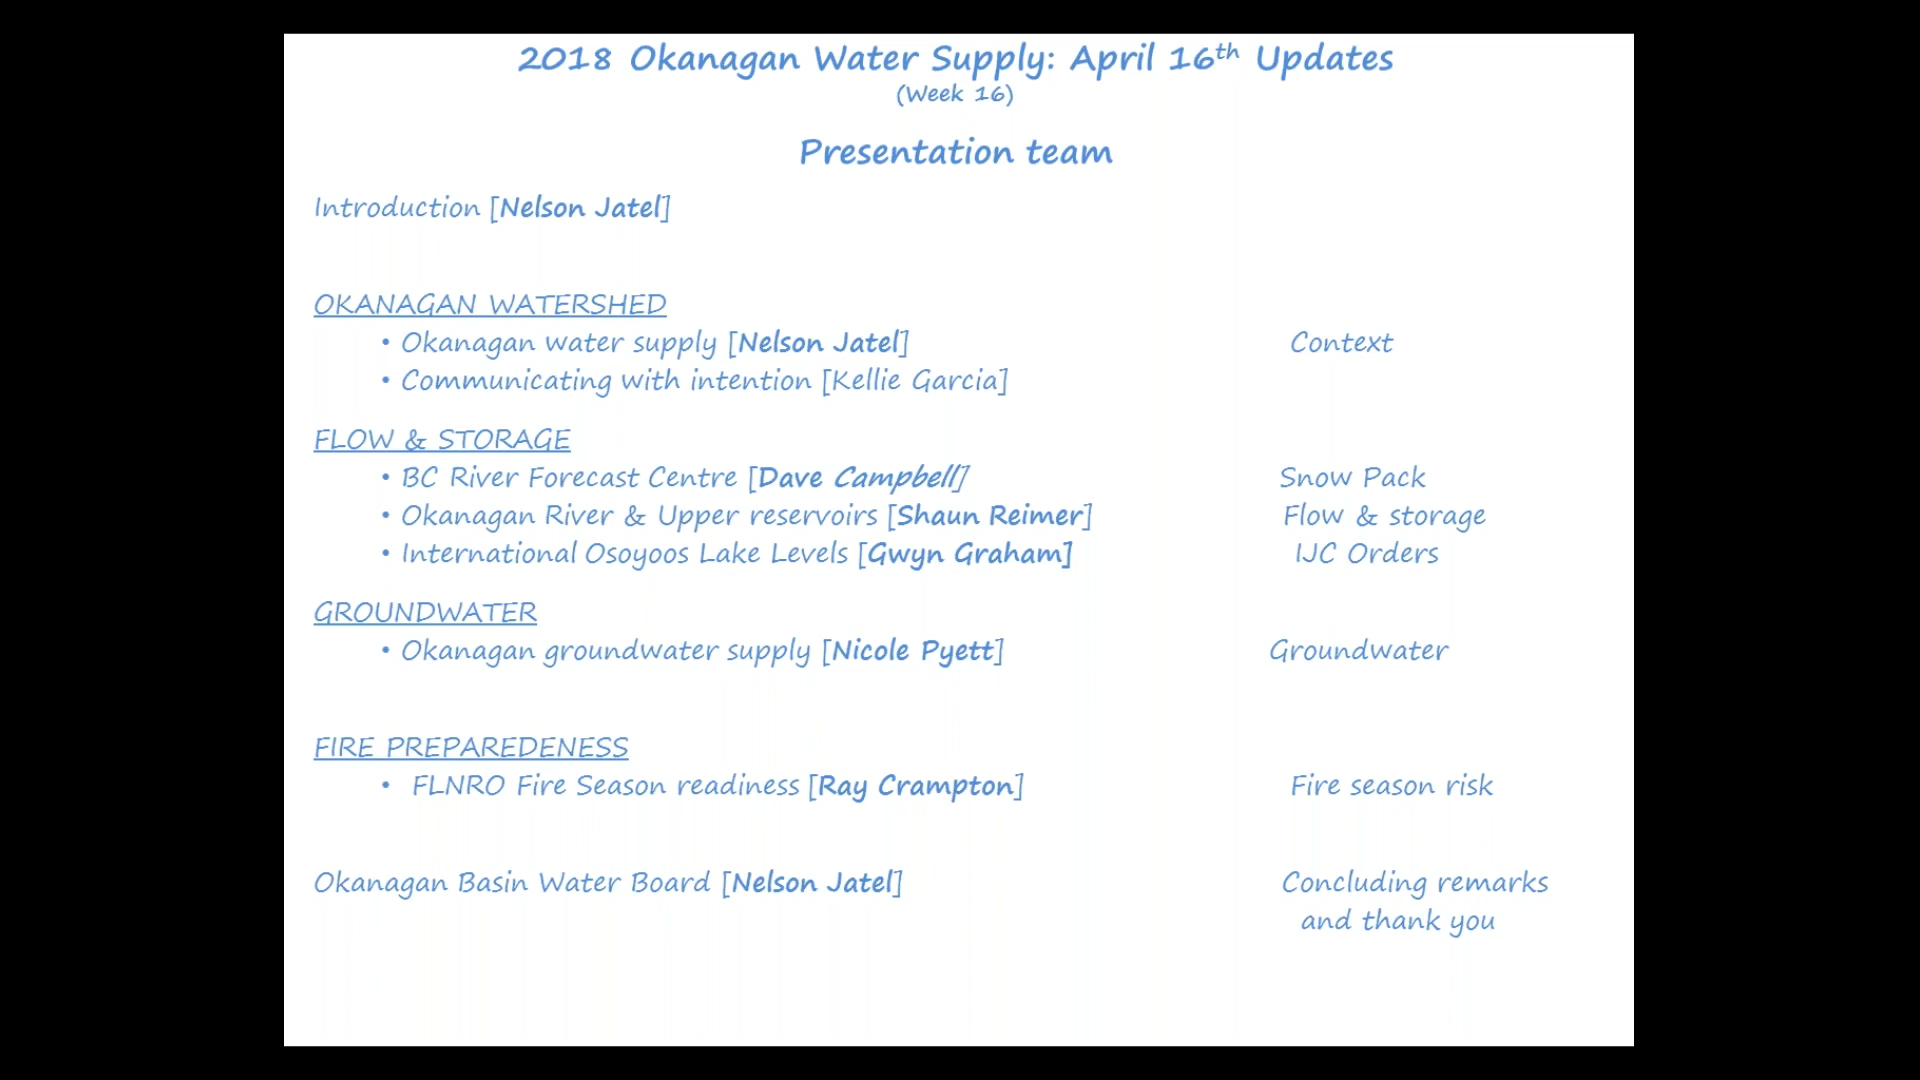 2018 Okanagan Water Supply: April 16th Updates
(Week 16)
Presentation team
Introduction [Nelson Jatel]
OKANAGAN WATERSHED
• Okanagan water supply [Nelson Jatel] Context
• Communicating with intention [Kellie Garcia]
FLOW & STORAGE
• BC River Forecast Centre [Dave Campbell] Snow Pack
• Okanagan River & Upper reservoirs [Shaun Reimer] Flow & storage
• International Osoyoos Lake Levels [Gwyn Graham] IJC Orders
GROUNDWATER
• Okanagan groundwater supply [Nicole Pyett] Groundwater
FIRE PREPAREDENESS
• FLNRO Fire Season readiness [Ray Crampton] Fire season risk
Okanagan Basin Water Board [Nelson Jatel] Concluding remarks
and thank you